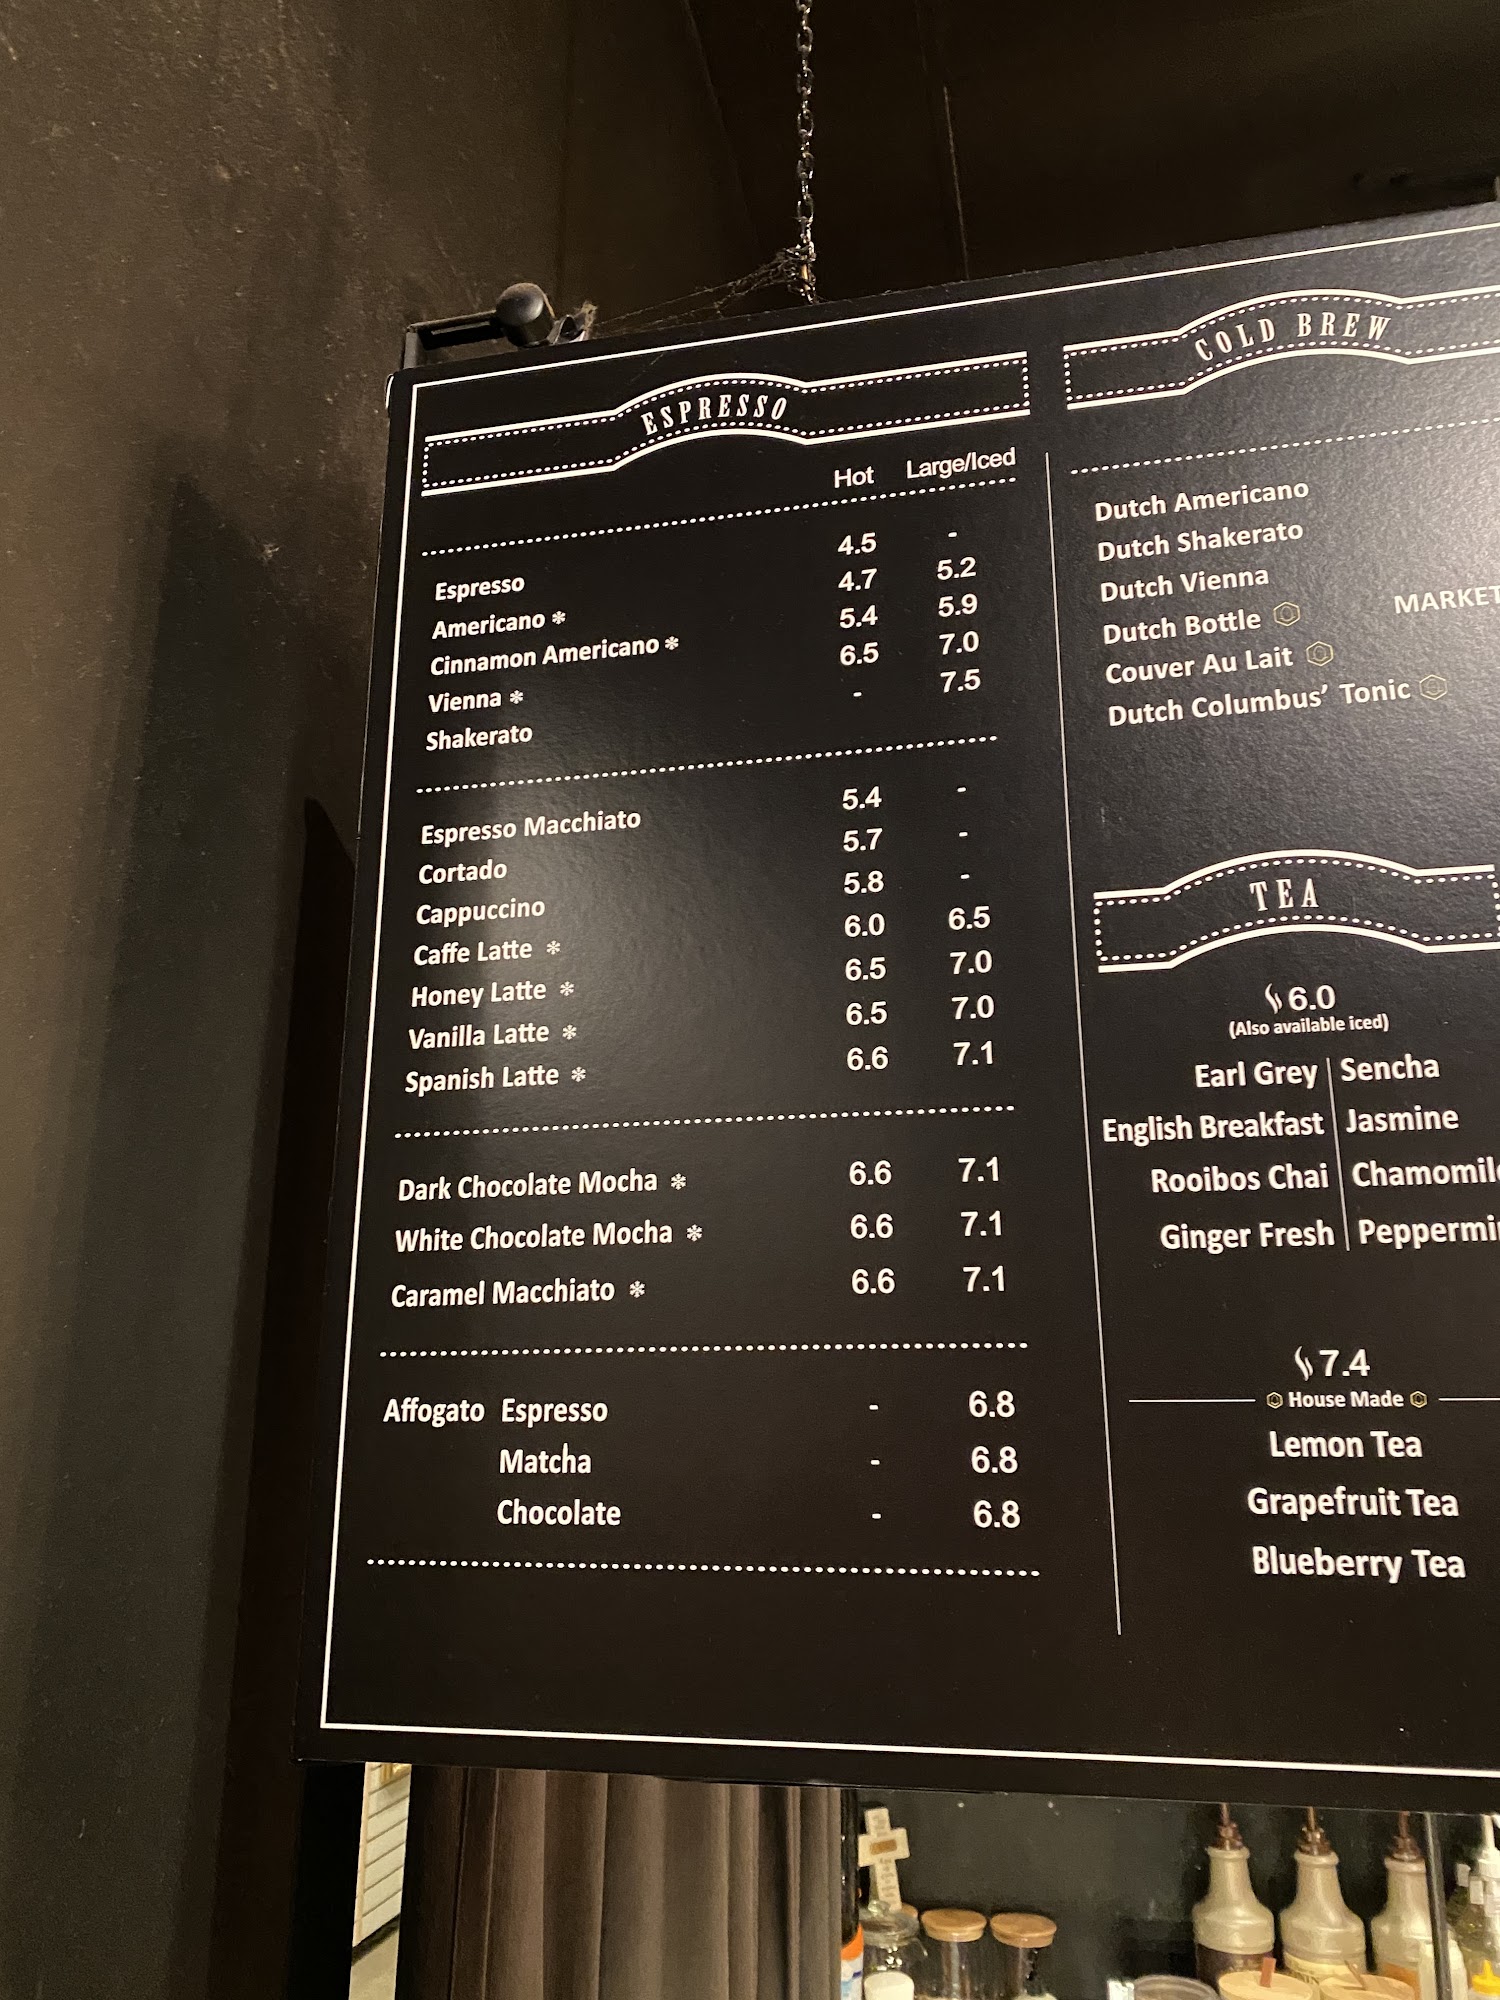 ESPRESSO
Hot Large/Iced
Espresso 4.5 -
Americano * 4.7 5.2
Cinnamon Americano * 5.4 5.9
Vienna * 6.5 7.0
Shakerato - 7.5
Espresso Macchiato 5.4 -
Cortado 5.7 -
Cappuccino 5.8 -
Caffe Latte * 6.0 6.5
Honey Latte * 6.5 7.0
Vanilla Latte * 6.5 7.0
Spanish Latte * 6.6 7.1
Dark Chocolate Mocha * 6.6 7.1
White Chocolate Mocha * 6.6 7.1
Caramel Macchiato * 6.6 7.1
Affogato Espresso - 6.8
Matcha - 6.8
Chocolate - 6.8
COLD BREW
Dutch Americano
Dutch Shakerato
Dutch Vienna
Dutch Bottle
MARKET
Couver Au Lait
Dutch Columbus' Tonic
TEA
6.0
(Also available iced)
Earl Grey | Sencha
English Breakfast | Jasmine
Rooibos Chai | Chamomile
Ginger Fresh | Peppermi
7.4
House Made
Lemon Tea
Grapefruit Tea
Blueberry Tea